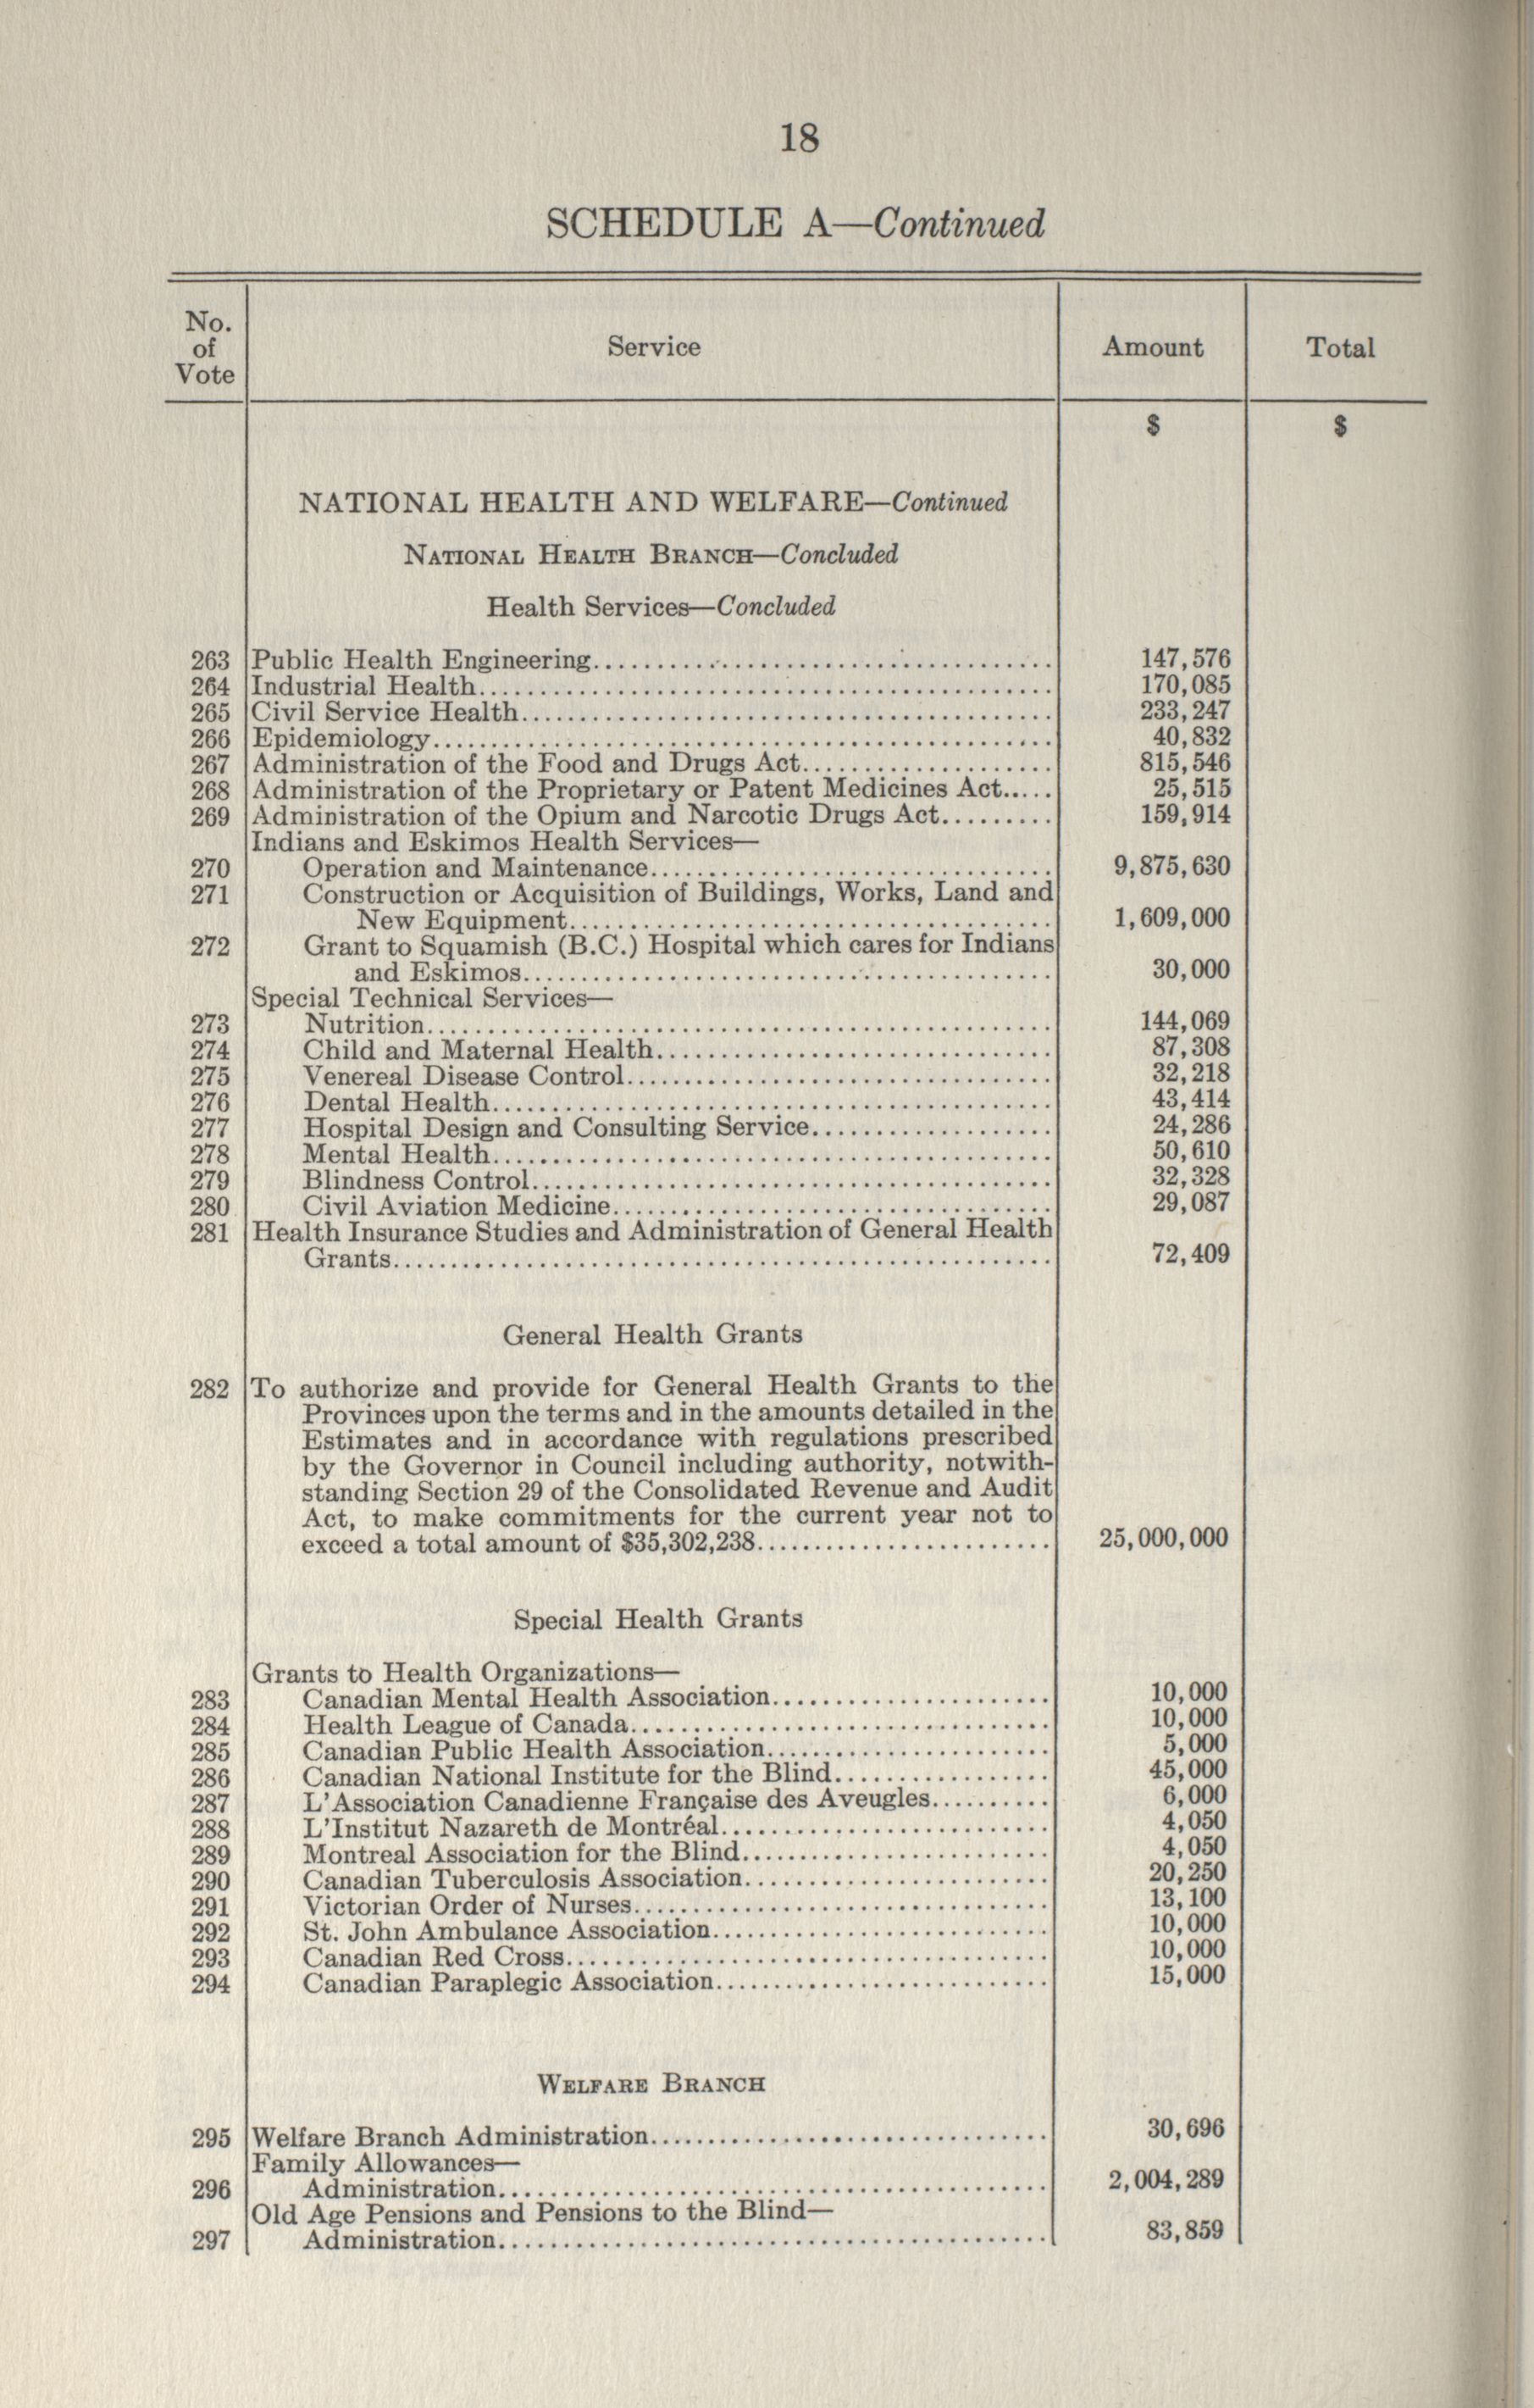 18
SCHEDULE A—Continued
No.
of
Vote
Service
Amount
Total
$
$
NATIONAL HEALTH AND WELFARE—Continued
NATIONAL HEALTH BRANCH—Concluded
Health Services—Concluded
263 Public Health Engineering........ 147,576
264 Industrial Health........ 170,085
265 Civil Service Health........ 233,247
266 Epidemiology........ 40,832
267 Administration of the Food and Drugs Act........ 815,546
268 Administration of the Proprietary or Patent Medicines Act..... 25,515
269 Administration of the Opium and Narcotic Drugs Act......... 159,914
Indians and Eskimos Health Services—
270 Operation and Maintenance........ 9,875,630
271 Construction or Acquisition of Buildings, Works, Land and
New Equipment........ 1,609,000
272 Grant to Squamish (B.C.) Hospital which cares for Indians
and Eskimos........ 30,000
Special Technical Services—
273 Nutrition........ 144,069
274 Child and Maternal Health........ 87,308
275 Venereal Disease Control........ 32,218
276 Dental Health........ 43,414
277 Hospital Design and Consulting Service........ 24,286
278 Mental Health........ 50,610
279 Blindness Control........ 32,328
280 Civil Aviation Medicine........ 29,087
281 Health Insurance Studies and Administration of General Health
Grants........ 72,409
General Health Grants
282 To authorize and provide for General Health Grants to the
Provinces upon the terms and in the amounts detailed in the
Estimates and in accordance with regulations prescribed
by the Governor in Council including authority, notwith-
standing Section 29 of the Consolidated Revenue and Audit
Act, to make commitments for the current year not to
exceed a total amount of $35,302,238........ 25,000,000
Special Health Grants
Grants to Health Organizations—
283 Canadian Mental Health Association........ 10,000
284 Health League of Canada........ 10,000
285 Canadian Public Health Association........ 5,000
286 Canadian National Institute for the Blind........ 45,000
287 L'Association Canadienne Française des Aveugles........ 6,000
288 L'Institut Nazareth de Montréal........ 4,050
289 Montreal Association for the Blind........ 4,050
290 Canadian Tuberculosis Association........ 20,250
291 Victorian Order of Nurses........ 13,100
292 St. John Ambulance Association........ 10,000
293 Canadian Red Cross........ 10,000
294 Canadian Paraplegic Association........ 15,000
WELFARE BRANCH
295 Welfare Branch Administration........ 30,696
Family Allowances—
296 Administration........ 2,004,289
Old Age Pensions and Pensions to the Blind—
297 Administration........ 83,859